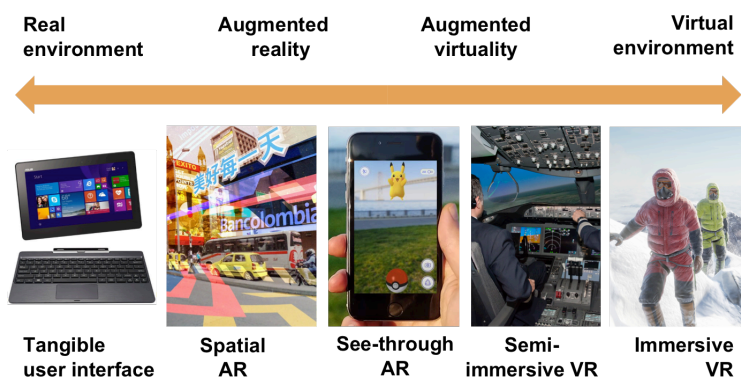 Real
environment
Augmented
reality
Augmented
virtuality
Virtual
environment
EXITO
美好每一天
Bancolombia
Tangible
user interface
Spatial
AR
See-through
AR
Semi-
immersive VR
Immersive
VR